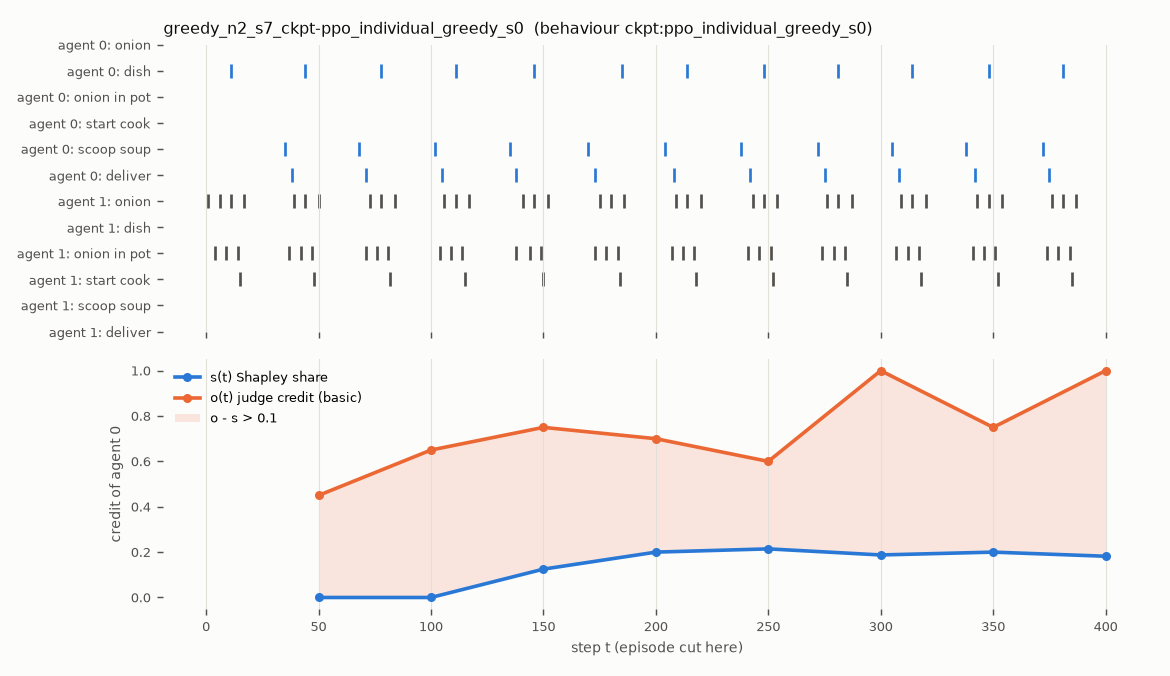 greedy_n2_s7_ckpt-ppo_individual_greedy_s0  (behaviour ckpt:ppo_individual_greedy_s0)
agent 0: onion
agent 0: dish
agent 0: onion in pot
agent 0: start cook
agent 0: scoop soup
agent 0: deliver
agent 1: onion
agent 1: dish
agent 1: onion in pot
agent 1: start cook
agent 1: scoop soup
agent 1: deliver
s(t) Shapley share
o(t) judge credit (basic)
o - s > 0.1
credit of agent 0
1.0
0.8
0.6
0.4
0.2
0.0
0 50 100 150 200 250 300 350 400
step t (episode cut here)